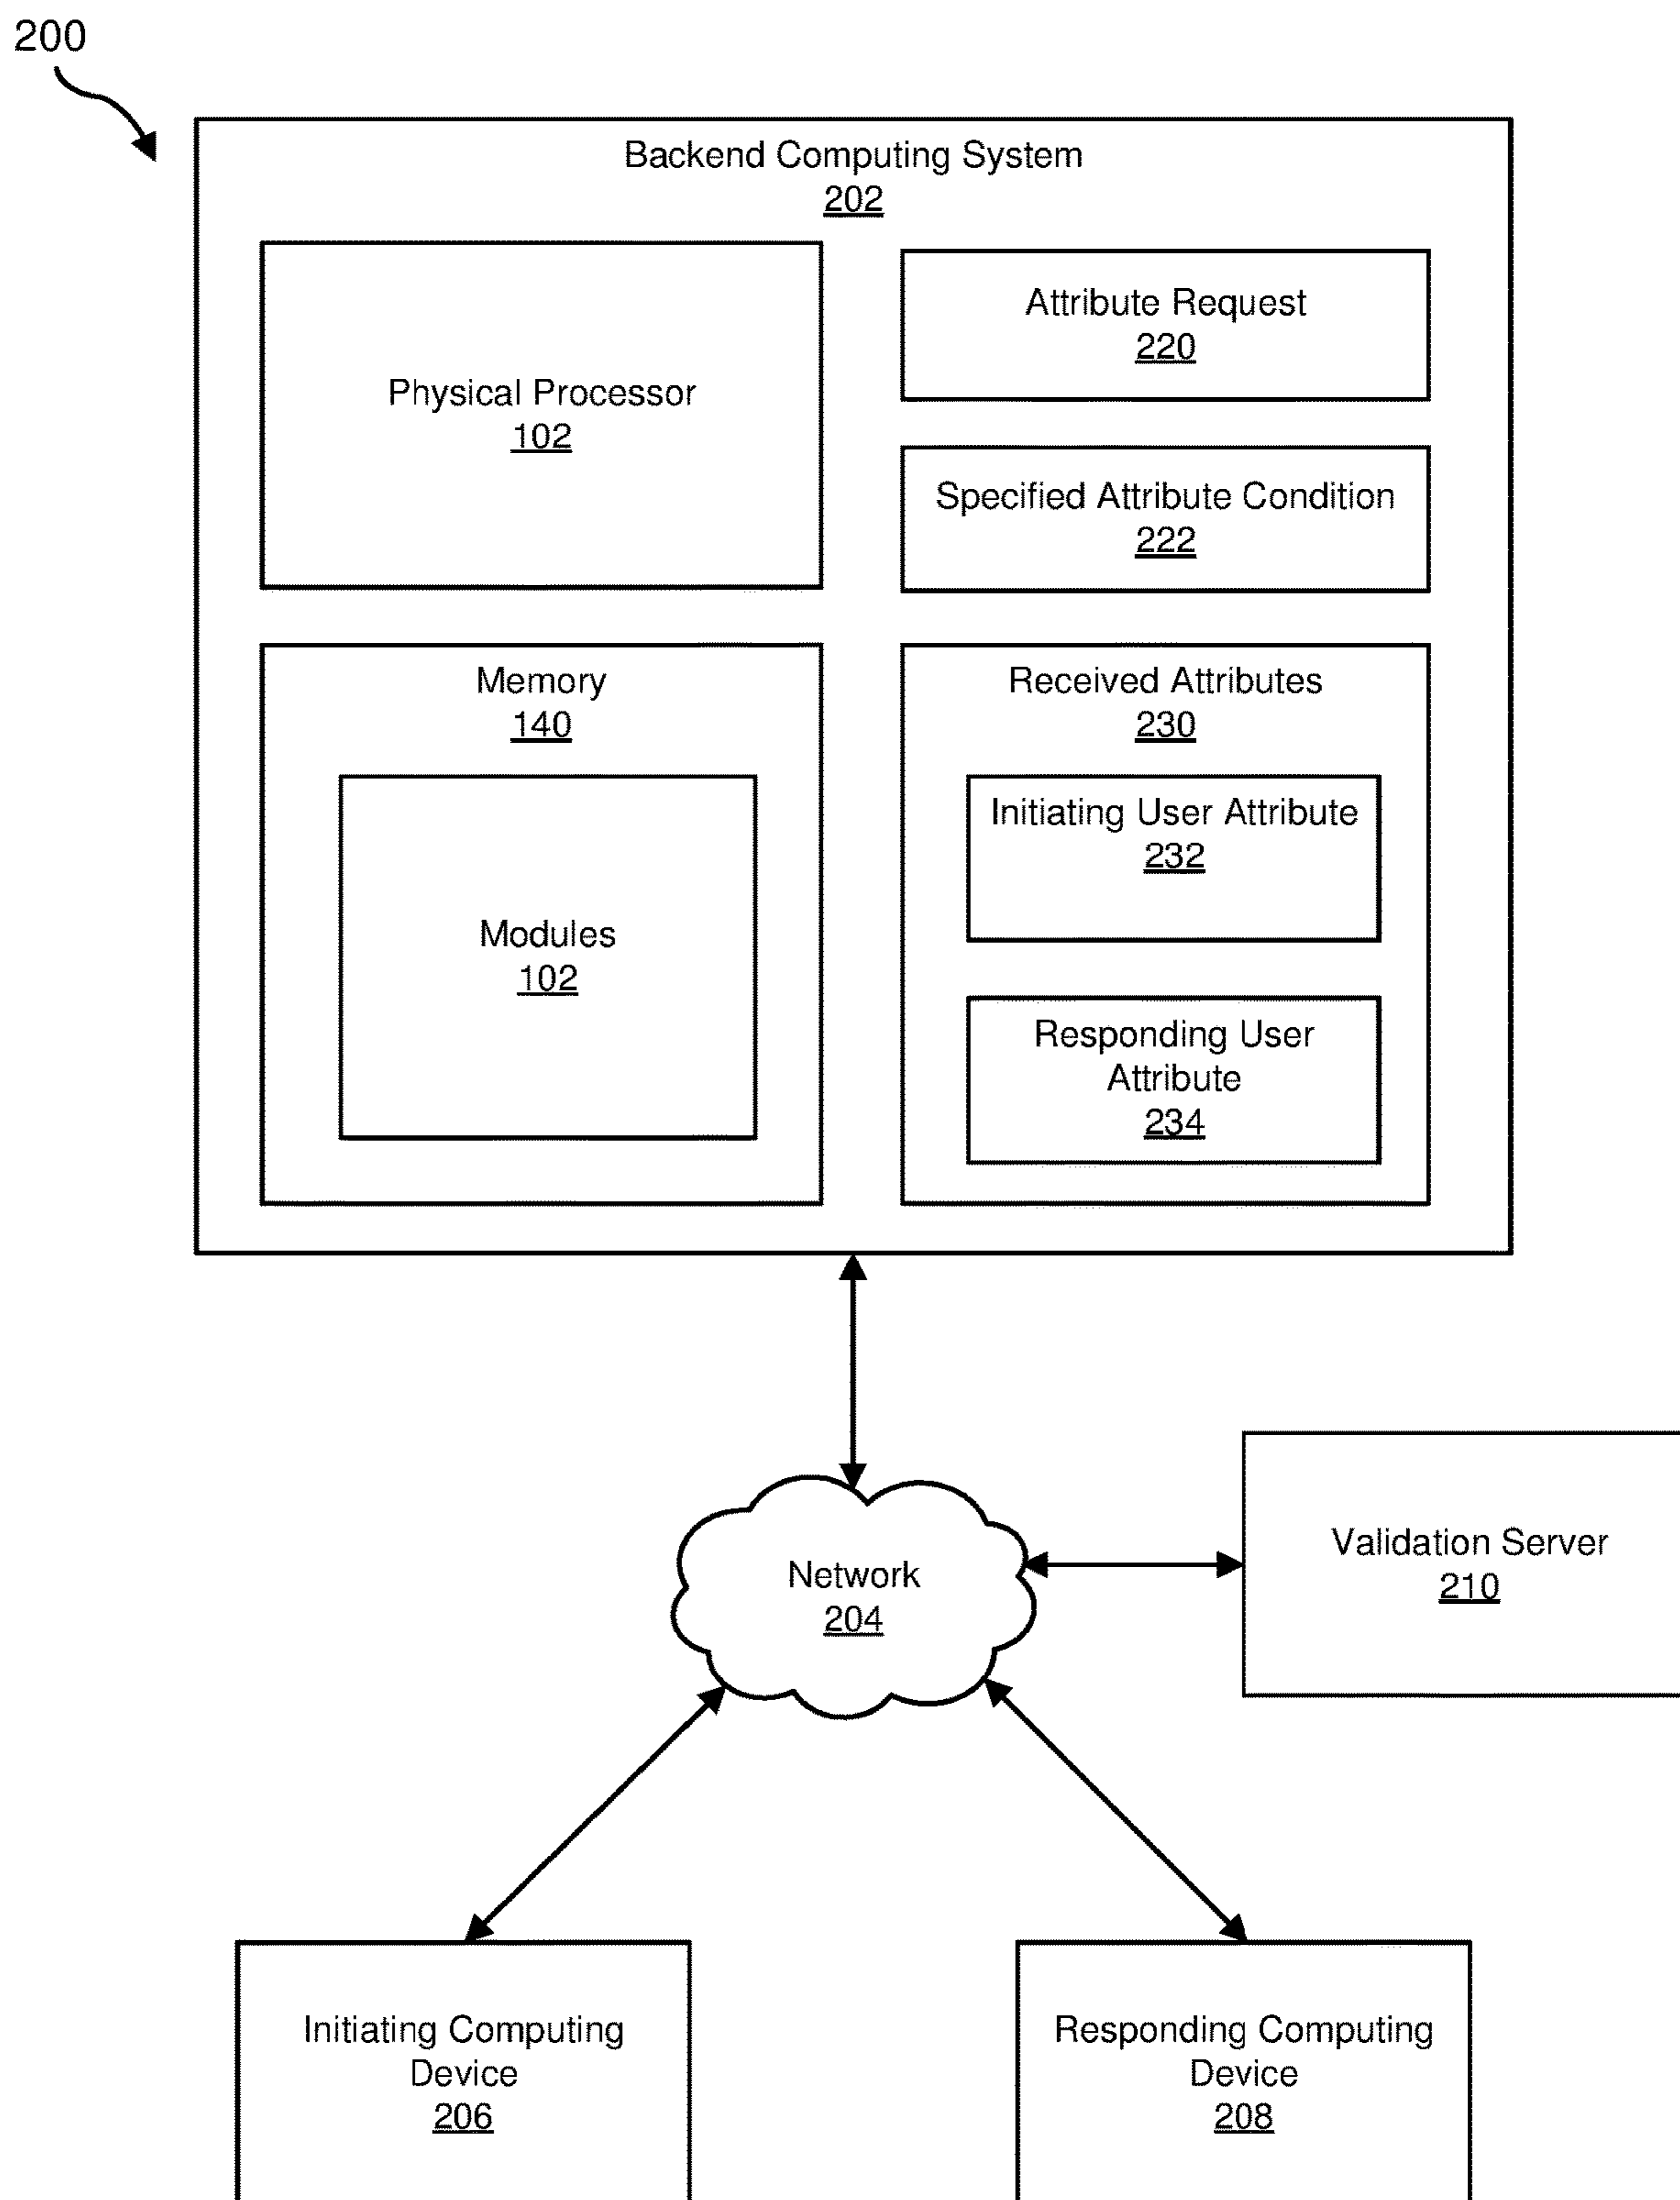 200
Backend Computing System
202
Physical Processor
102
Attribute Request
220
Specified Attribute Condition
222
Memory
140
Modules
102
Received Attributes
230
Initiating User Attribute
232
Responding User
Attribute
234
Network
204
Validation Server
210
Initiating Computing
Device
206
Responding Computing
Device
208